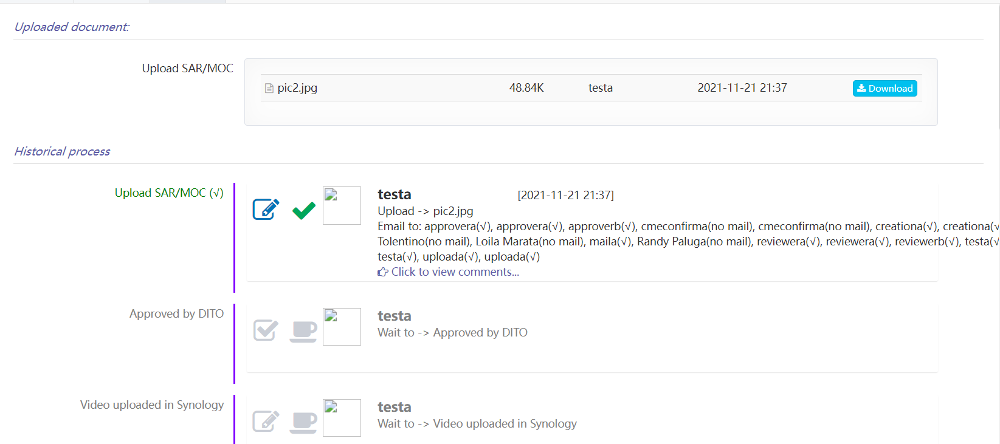 Uploaded document:
Upload SAR/MOC
pic2.jpg 48.84K testa 2021-11-21 21:37 Download
Historical process
Upload SAR/MOC (√)
testa [2021-11-21 21:37]
Upload -> pic2.jpg
Email to: approvera(√), approvera(√), approverb(√), cmeconfirma(no mail), cmeconfirma(no mail), creationa(√), creationa(√
Tolentino(no mail), Loila Marata(no mail), maila(√), Randy Paluga(no mail), reviewera(√), reviewera(√), reviewerb(√), testa(√
testa(√), uploada(√), uploada(√)
Click to view comments...
Approved by DITO
testa
Wait to -> Approved by DITO
Video uploaded in Synology
testa
Wait to -> Video uploaded in Synology